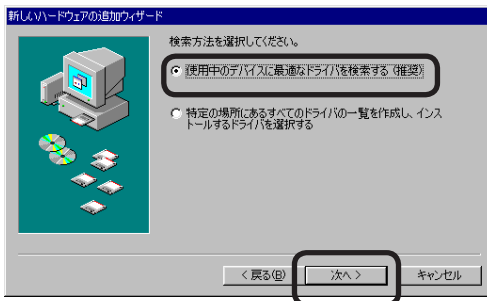 新しいハードウェアの追加ウィザード
検索方法を選択してください。
使用中のデバイスに最適なドライバを検索する (推奨)
特定の場所にあるすべてのドライバの一覧を作成し、インス
トールするドライバを選択する
< 戻る(B) 次へ > キャンセル